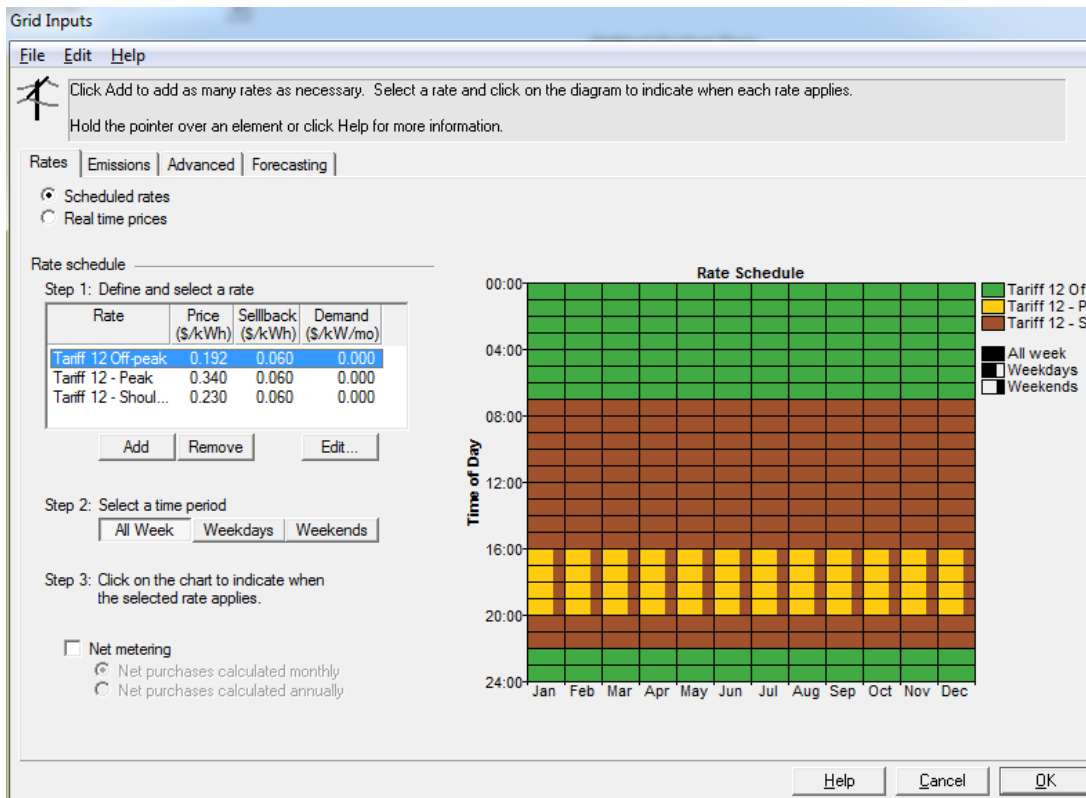 Grid Inputs
File Edit Help
Click Add to add as many rates as necessary. Select a rate and click on the diagram to indicate when each rate applies.
Hold the pointer over an element or click Help for more information.
Rates Emissions Advanced Forecasting
Scheduled rates
Real time prices
Rate schedule
Step 1: Define and select a rate
Rate Price Sellback Demand
($/kWh) ($/kWh) ($/kW/mo)
Tariff 12 Off-peak 0.192 0.060 0.000
Tariff 12 - Peak 0.340 0.060 0.000
Tariff 12 - Shoul... 0.230 0.060 0.000
Add Remove Edit...
Step 2: Select a time period
All Week Weekdays Weekends
Step 3: Click on the chart to indicate when
the selected rate applies.
Net metering
Net purchases calculated monthly
Net purchases calculated annually
Rate Schedule
Time of Day
00:00
04:00
08:00
12:00
16:00
20:00
24:00
Jan Feb Mar Apr May Jun Jul Aug Sep Oct Nov Dec
Tariff 12 Of
Tariff 12 - P
Tariff 12 - S
All week
Weekdays
Weekends
Help Cancel OK